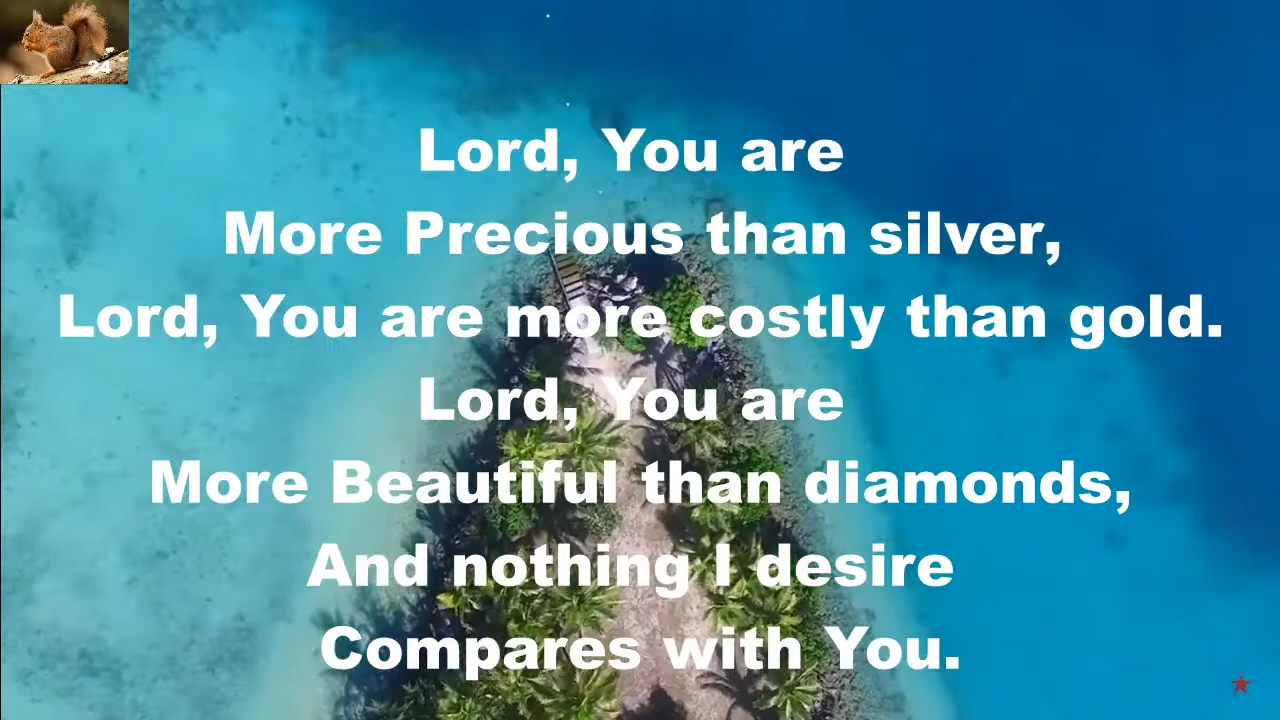 24
Lord, You are
More Precious than silver,
Lord, You are more costly than gold.
Lord, You are
More Beautiful than diamonds,
And nothing I desire
Compares with You.